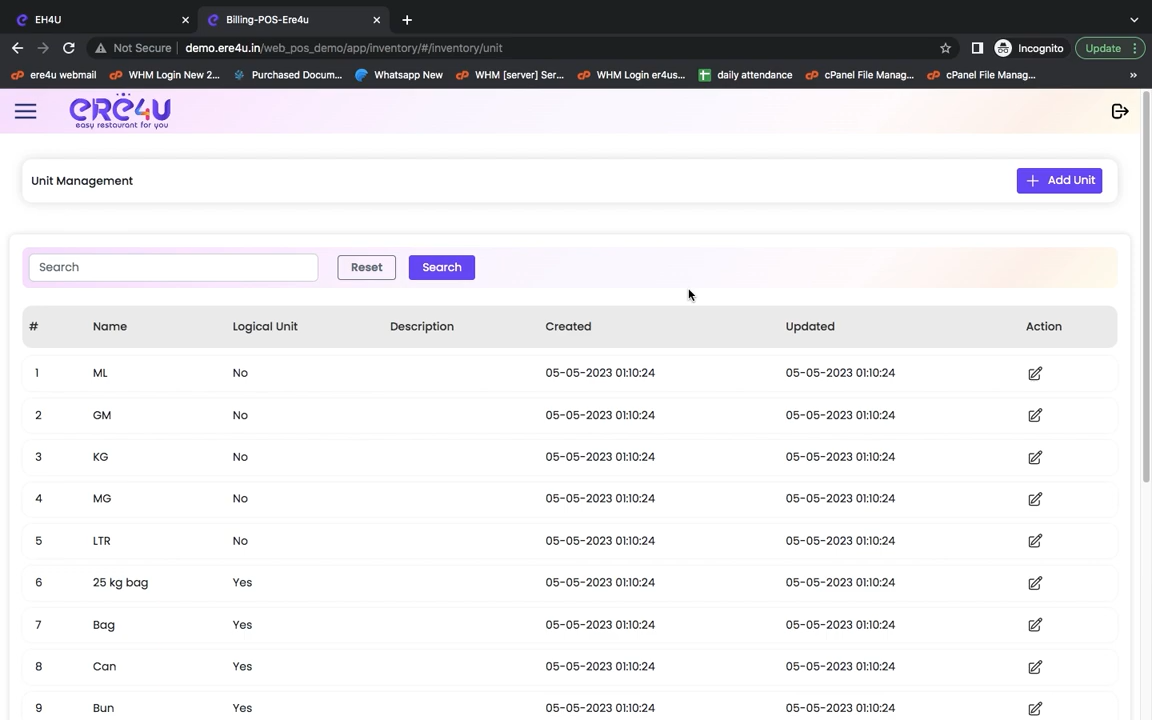 EH4U
Billing-POS-Ere4u
Not Secure demo.ere4u.in/web_pos_demo/app/inventory/#/inventory/unit Incognito Update
ere4u webmail WHM Login New 2... Purchased Docum... Whatsapp New WHM [server] Ser... WHM Login er4us... daily attendance cPanel File Manag... cPanel File Manag... »
ere4u
easy restaurant for you
Unit Management + Add Unit
Search Reset Search
# Name Logical Unit Description Created Updated Action
1 ML No 05-05-2023 01:10:24 05-05-2023 01:10:24
2 GM No 05-05-2023 01:10:24 05-05-2023 01:10:24
3 KG No 05-05-2023 01:10:24 05-05-2023 01:10:24
4 MG No 05-05-2023 01:10:24 05-05-2023 01:10:24
5 LTR No 05-05-2023 01:10:24 05-05-2023 01:10:24
6 25 kg bag Yes 05-05-2023 01:10:24 05-05-2023 01:10:24
7 Bag Yes 05-05-2023 01:10:24 05-05-2023 01:10:24
8 Can Yes 05-05-2023 01:10:24 05-05-2023 01:10:24
9 Bun Yes 05-05-2023 01:10:24 05-05-2023 01:10:24